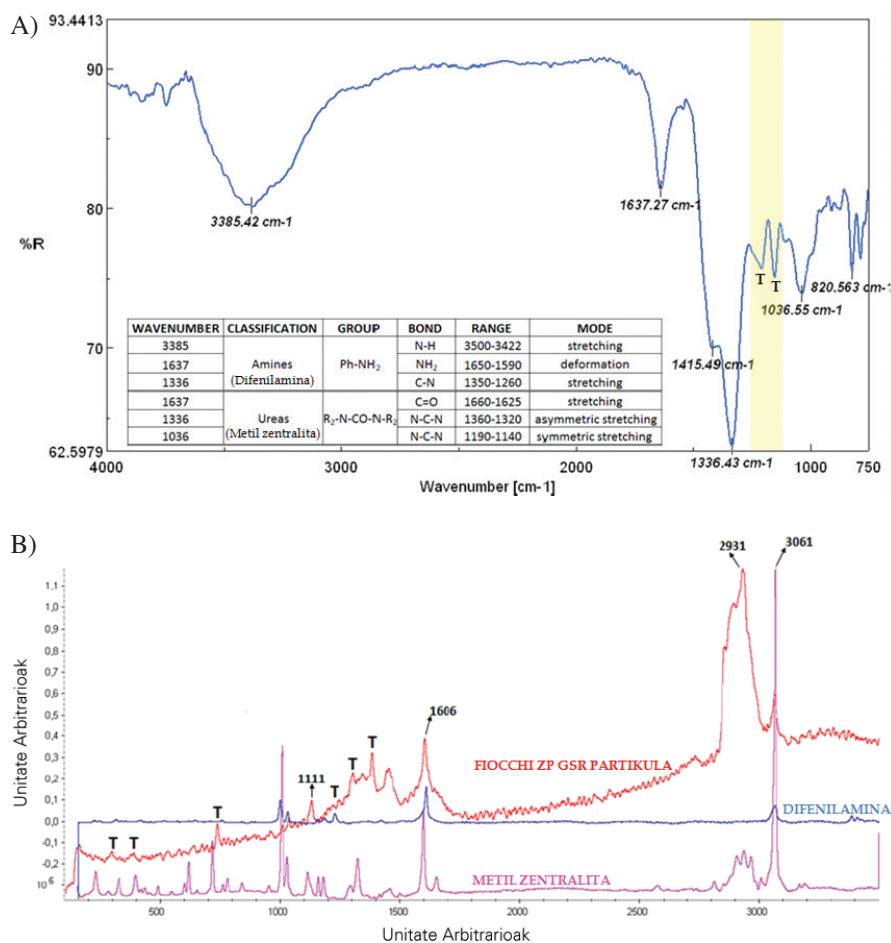 A)
93.4413
90
80
%R
70
62.5979
3385.42 cm-1
1637.27 cm-1
T T
820.563 cm-1
1036.55 cm-1
1415.49 cm-1
1336.43 cm-1
WAVENUMBER CLASSIFICATION GROUP BOND RANGE MODE
3385 Amines (Difenilamina) Ph-NH₂ N-H 3500-3422 stretching
1637 NH₂ 1650-1590 deformation
1336 C-N 1350-1260 stretching
1637 Ureas (Metil zentralita) R₂-N-CO-N-R₂ C=O 1660-1625 stretching
1336 N-C-N 1360-1320 asymmetric stretching
1036 N-C-N 1190-1140 symmetric stretching
4000 3000 2000 1000 750
Wavenumber [cm-1]
B)
Unitate Arbitrarioak
1,1
1,0
0,9
0,8
0,7
0,6
0,5
0,4
0,3
0,2
0,1
0,0
-0,1
-0,2
10⁵
2931 3061
1606
T T
1111 T
T
T T
FIOCCHI ZP GSR PARTIKULA
DIFENILAMINA
METIL ZENTRALITA
500 1000 1500 2000 2500 3000
Unitate Arbitrarioak